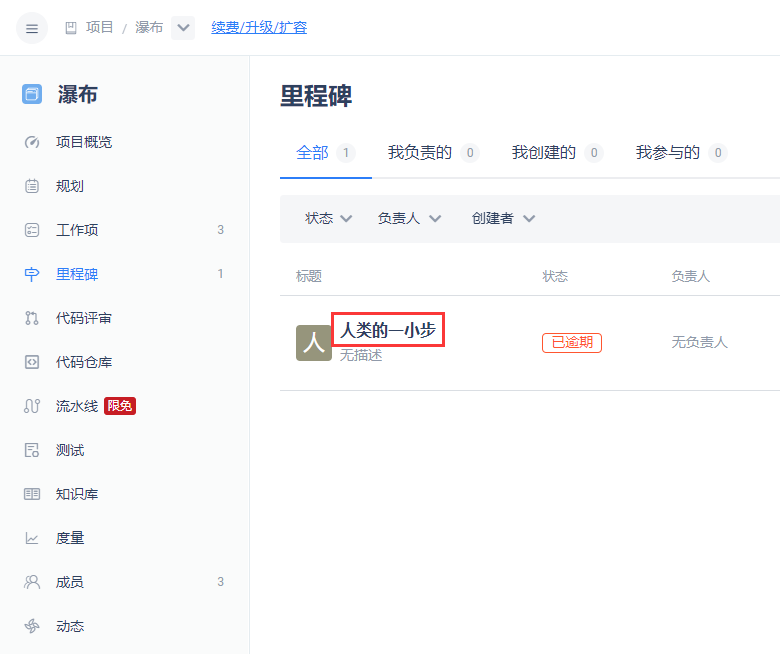 项目 / 瀑布 续费/升级/扩容
瀑布
项目概览
规划
工作项 3
里程碑 1
代码评审
代码仓库
流水线 限免
测试
知识库
度量
成员 3
动态
里程碑
全部 1 我负责的 0 我创建的 0 我参与的 0
状态 负责人 创建者
标题 状态 负责人
人 人类的一小步 已逾期 无负责人
无描述